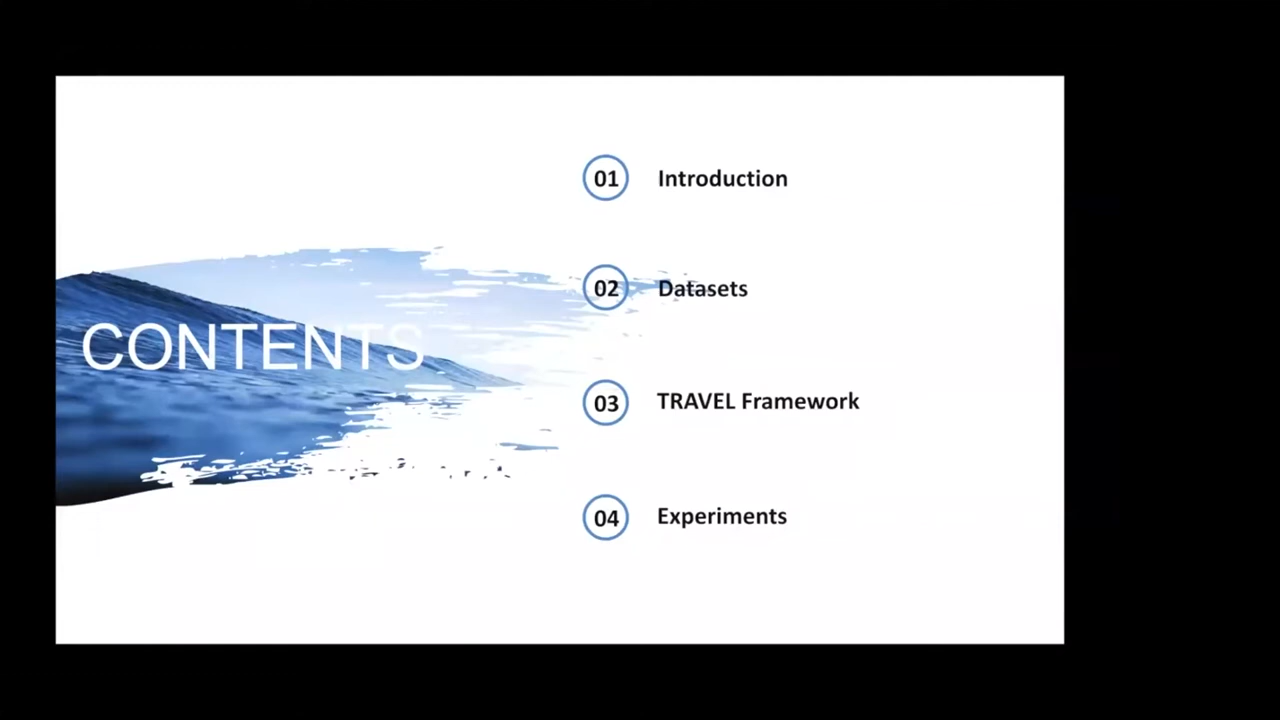 CONTENTS
01 Introduction
02 Datasets
03 TRAVEL Framework
04 Experiments